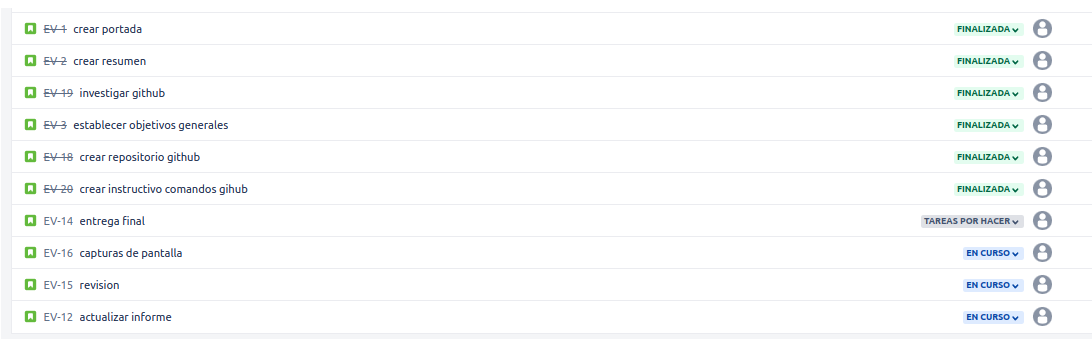 EV-1 crear portada FINALIZADA
EV-2 crear resumen FINALIZADA
EV-19 investigar github FINALIZADA
EV-3 establecer objetivos generales FINALIZADA
EV-18 crear repositorio github FINALIZADA
EV-20 crear instructivo comandos gihub FINALIZADA
EV-14 entrega final TAREAS POR HACER
EV-16 capturas de pantalla EN CURSO
EV-15 revision EN CURSO
EV-12 actualizar informe EN CURSO